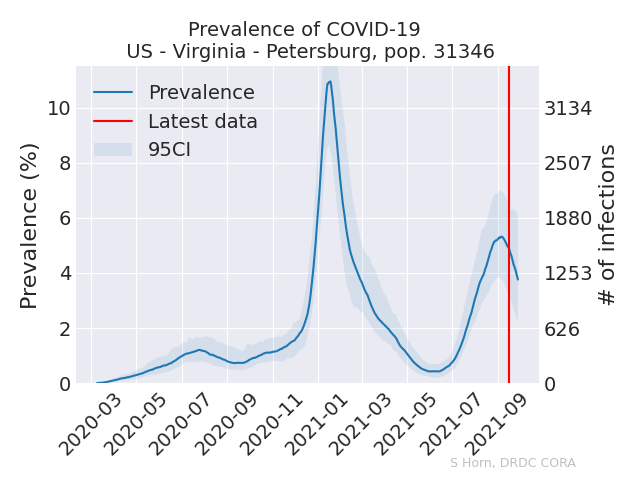 Prevalence of COVID-19
US - Virginia - Petersburg, pop. 31346
Prevalence
Latest data
95CI
Prevalence (%)
10
8
6
4
2
0
3134
2507
1880
1253
626
0
# of infections
2020-03
2020-05
2020-07
2020-09
2020-11
2021-01
2021-03
2021-05
2021-07
2021-09
S Horn, DRDC CORA